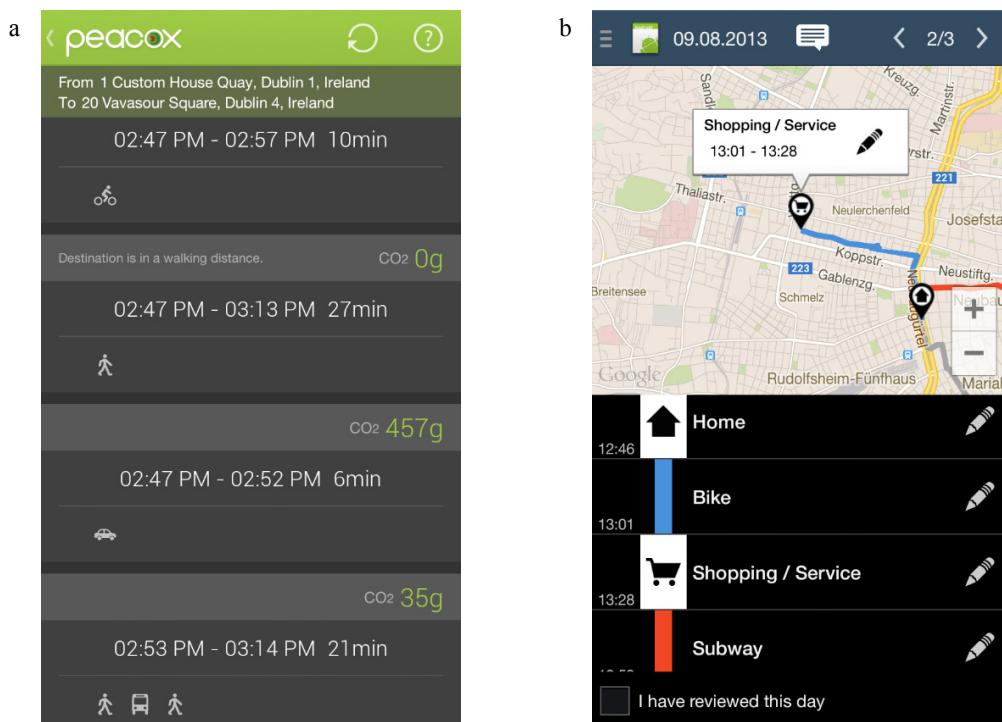 a
peacox
?
From 1 Custom House Quay, Dublin 1, Ireland
To 20 Vavasour Square, Dublin 4, Ireland
02:47 PM - 02:57 PM 10min
Destination is in a walking distance. CO2 0g
02:47 PM - 03:13 PM 27min
CO2 457g
02:47 PM - 02:52 PM 6min
CO2 35g
02:53 PM - 03:14 PM 21min
b
09.08.2013 2/3
Kreuzg.
Martinstr.
Shopping / Service
13:01 - 13:28
221
Thaliastr.
Neulerchenfeld
Josefsta
Koppstr.
223
Gablenzg.
Neustiftg.
Breitensee
Schmelz
+
−
Google
Rudolfsheim-Fünfhaus
Marial
Home
12:46
Bike
13:01
Shopping / Service
13:28
Subway
I have reviewed this day